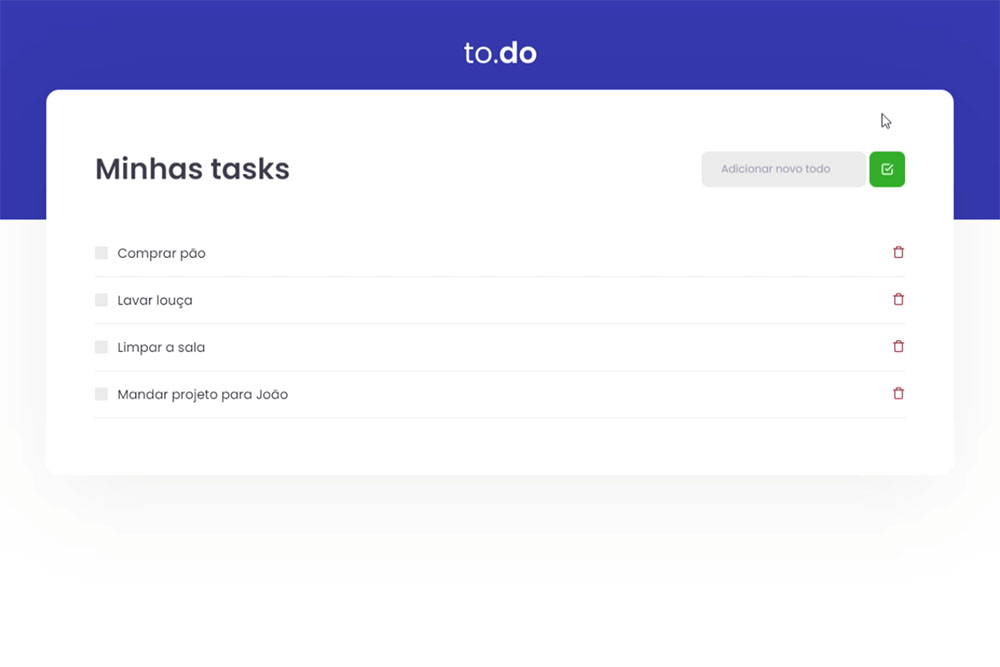 to.do
Minhas tasks
Adicionar novo todo
Comprar pão
Lavar louça
Limpar a sala
Mandar projeto para João